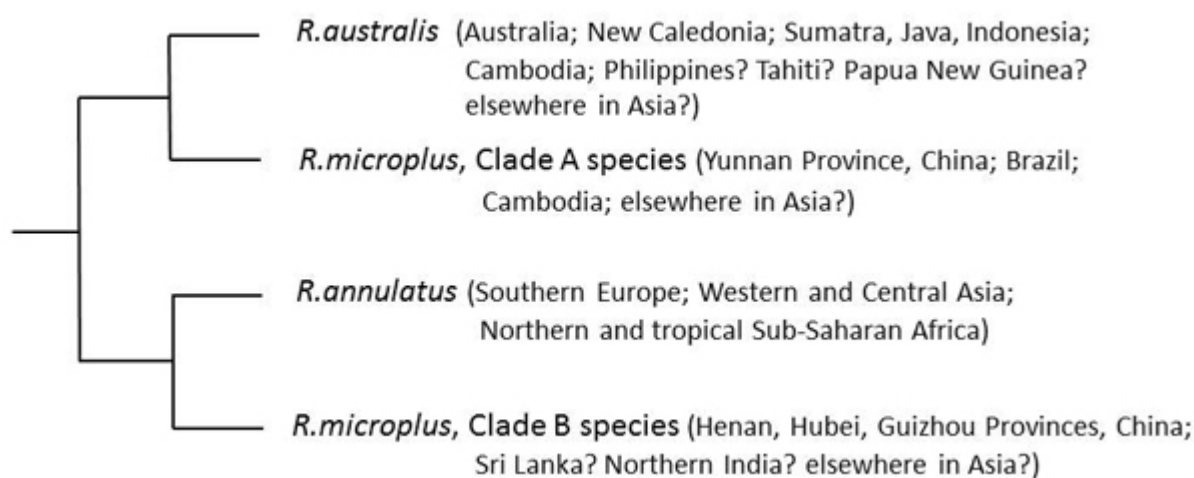 R.australis (Australia; New Caledonia; Sumatra, Java, Indonesia;
Cambodia; Philippines? Tahiti? Papua New Guinea?
elsewhere in Asia?)
R.microplus, Clade A species (Yunnan Province, China; Brazil;
Cambodia; elsewhere in Asia?)
R.annulatus (Southern Europe; Western and Central Asia;
Northern and tropical Sub-Saharan Africa)
R.microplus, Clade B species (Henan, Hubei, Guizhou Provinces, China;
Sri Lanka? Northern India? elsewhere in Asia?)